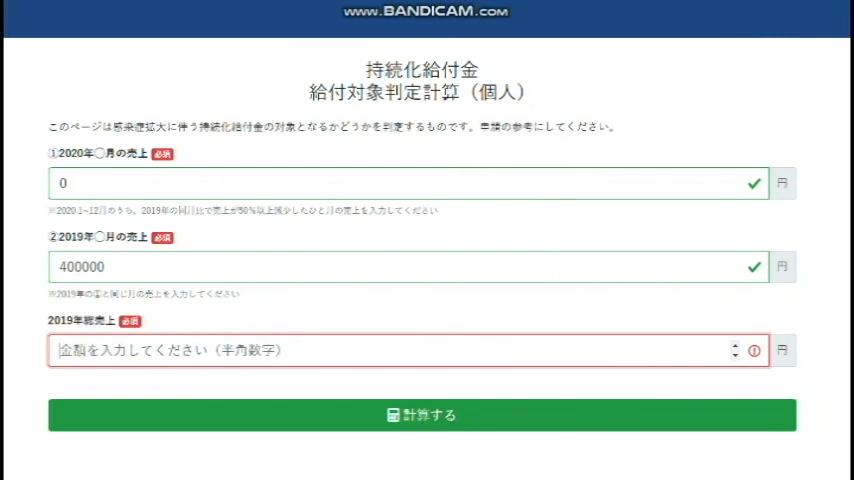 www.BANDICAM.com
持続化給付金
給付対象判定計算（個人）
このページは感染症拡大に伴う持続化給付金の対象となるかどうかを判定するものです。申請の参考にしてください。
①2020年◯月の売上 必須
0 円
※2020.1~12月のうち、2019年の同月比で売上が50％以上減少したひと月の売上を入力してください
②2019年◯月の売上 必須
400000 円
※2019年の①と同じ月の売上を入力してください
2019年総売上 必須
金額を入力してください（半角数字） 円
計算する